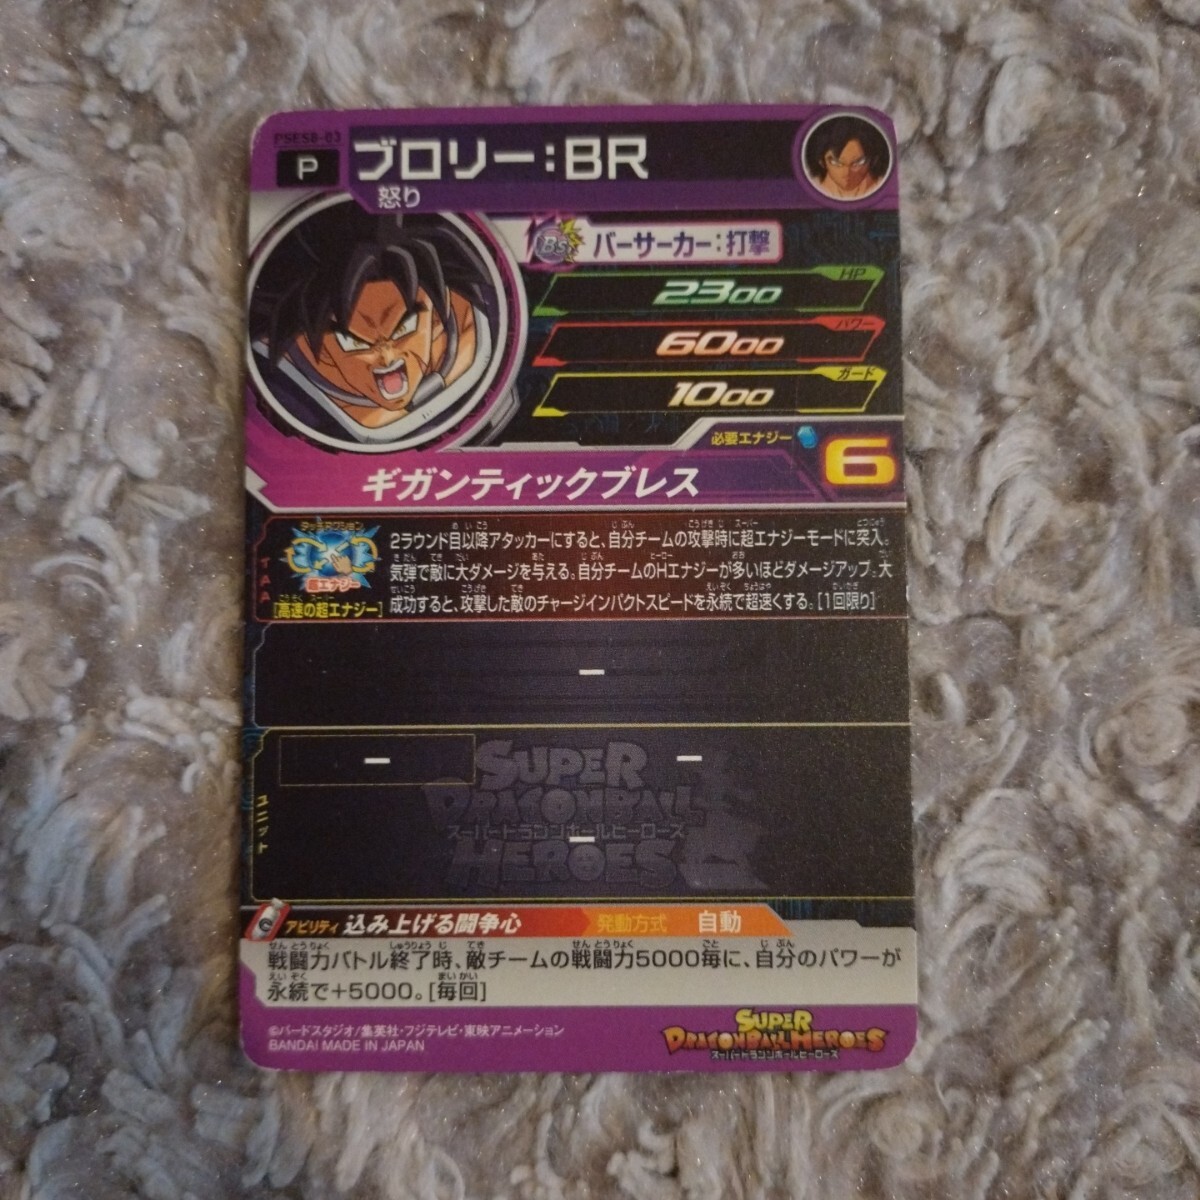 PSES8-03
P
ブロリー：BR
怒り
BS
バーサーカー：打撃
HP
2300
パワー
6000
ガード
1000
必要エナジー
6
ギガンティックブレス
タッチアクション
超エナジー
[高速の超エナジー]
2ラウンド目以降アタッカーにすると、自分チームの攻撃時に超エナジーモードに突入。
気弾で敵に大ダメージを与える。自分チームのHエナジーが多いほどダメージアップ。大
成功すると、攻撃した敵のチャージインパクトスピードを永続で超速くする。[1回限り]
ー
ー
ー
ー
ユニット
SUPER
DRAGONBALL
スーパードラゴンボールヒーローズ
HEROES
アビリティ 込み上げる闘争心 発動方式 自動
戦闘力バトル終了時、敵チームの戦闘力5000毎に、自分のパワーが
永続で+5000。[毎回]
©バードスタジオ/集英社・フジテレビ・東映アニメーション
BANDAI MADE IN JAPAN
SUPER
DRAGONBALL HEROES
スーパードラゴンボールヒーローズ